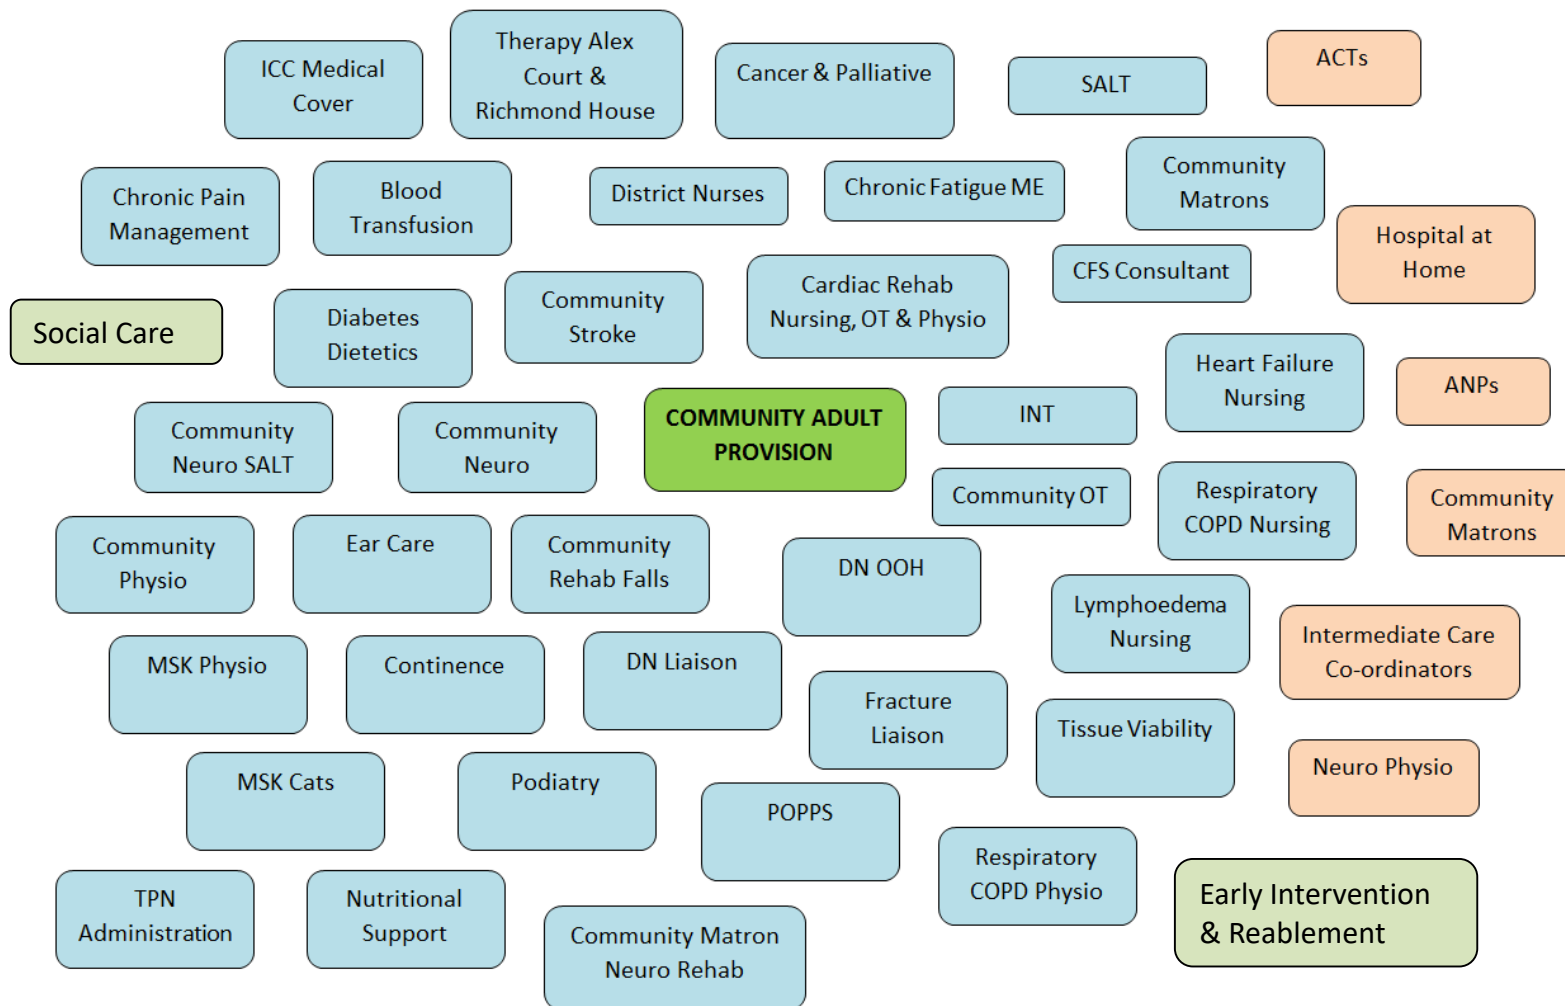 ICC Medical
Cover
Therapy Alex
Court &
Richmond House
Cancer & Palliative
SALT
ACTs
Chronic Pain
Management
Blood
Transfusion
District Nurses
Chronic Fatigue ME
Community
Matrons
Hospital at
Home
Social Care
Diabetes
Dietetics
Community
Stroke
Cardiac Rehab
Nursing, OT & Physio
CFS Consultant
Heart Failure
Nursing
ANPs
Community
Neuro SALT
Community
Neuro
COMMUNITY ADULT
PROVISION
INT
Community OT
Respiratory
COPD Nursing
Community
Matrons
Community
Physio
Ear Care
Community
Rehab Falls
DN OOH
Lymphoedema
Nursing
Intermediate Care
Co-ordinators
MSK Physio
Continence
DN Liaison
Fracture
Liaison
Tissue Viability
Neuro Physio
MSK Cats
Podiatry
POPPS
Respiratory
COPD Physio
Early Intervention
& Reablement
TPN
Administration
Nutritional
Support
Community Matron
Neuro Rehab